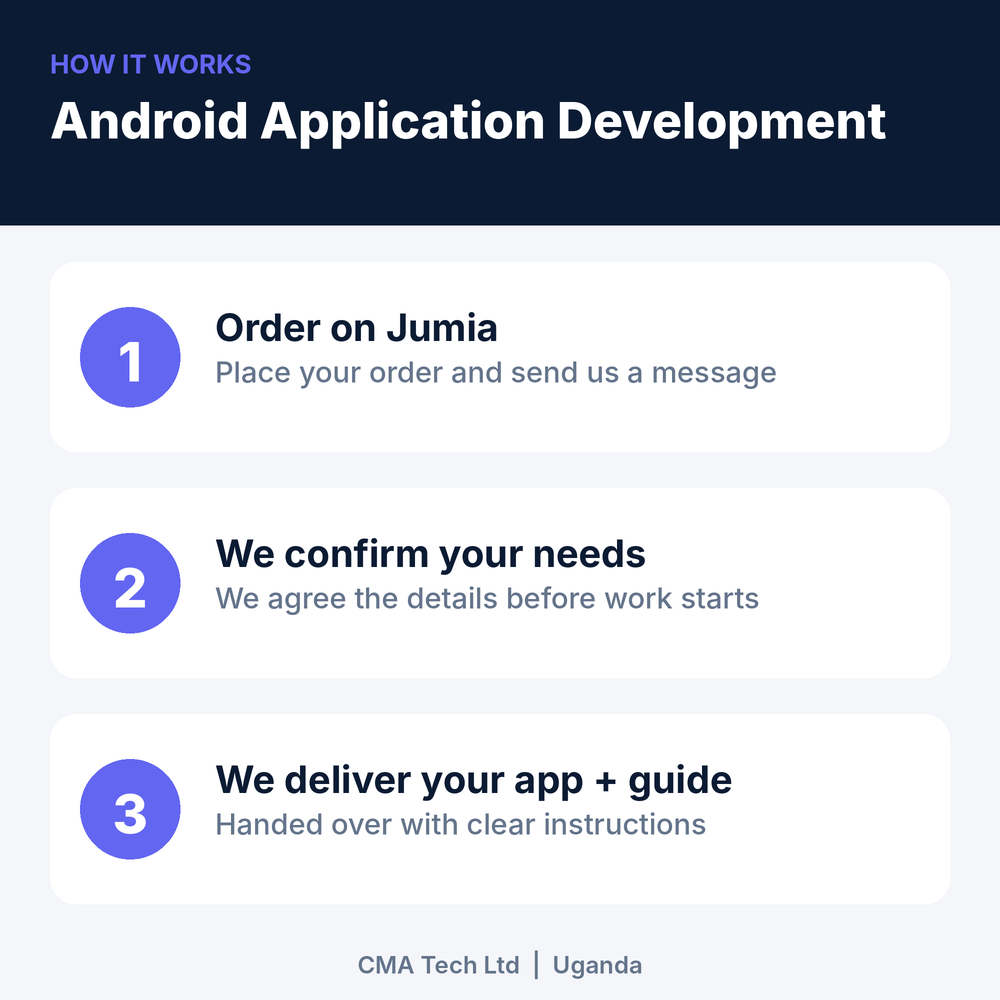 HOW IT WORKS
Android Application Development
1
Order on Jumia
Place your order and send us a message
2
We confirm your needs
We agree the details before work starts
3
We deliver your app + guide
Handed over with clear instructions
CMA Tech Ltd | Uganda